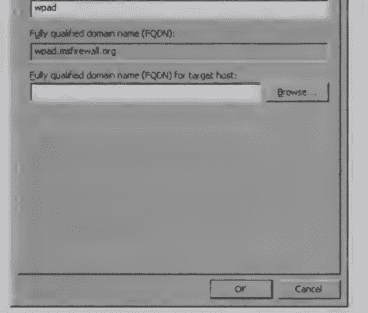 wpad
Fully qualified domain name (FQDN):
wpad.msfirewall.org
Fully qualified domain name (FQDN) for target host:
Browse...
OK
Cancel